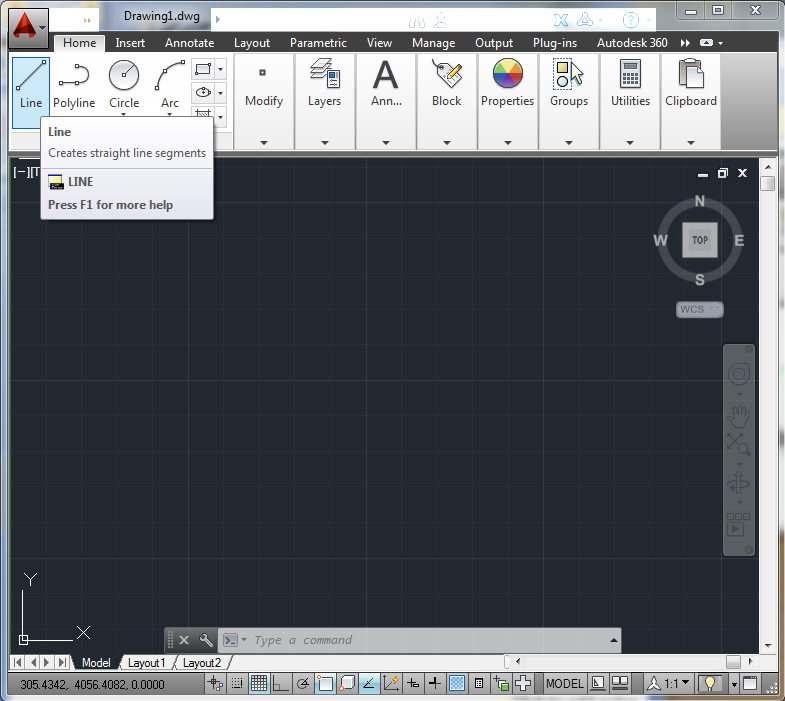 Drawing1.dwg
Home Insert Annotate Layout Parametric View Manage Output Plug-ins Autodesk 360
Line Polyline Circle Arc Modify Layers Ann... Block Properties Groups Utilities Clipboard
Line
Creates straight line segments
LINE
Press F1 for more help
[−][T
N
W TOP E
S
WCS
Y
X
Type a command
Model Layout1 Layout2
305.4342, 4056.4082, 0.0000 MODEL 1:1